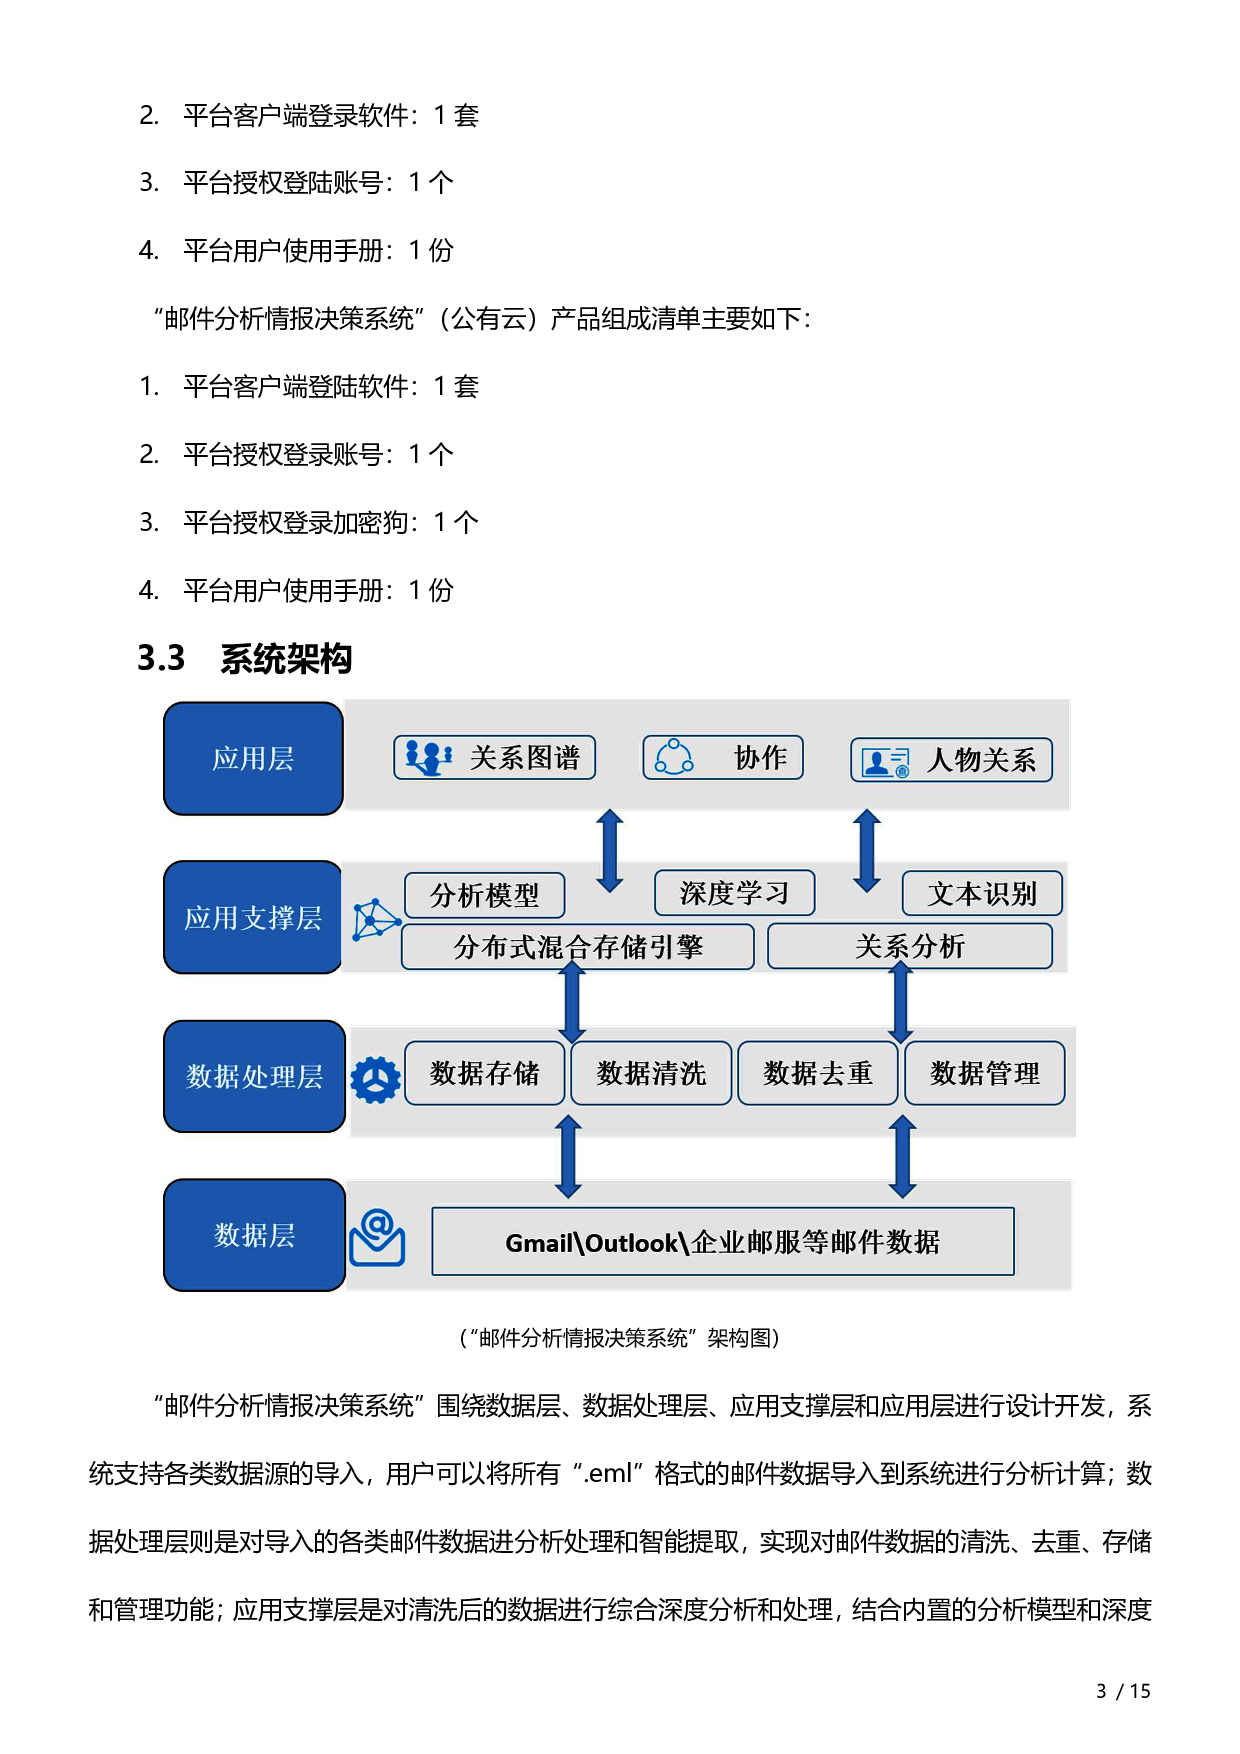 2. 平台客户端登录软件：1 套
3. 平台授权登陆账号：1 个
4. 平台用户使用手册：1 份
“邮件分析情报决策系统”（公有云）产品组成清单主要如下：
1. 平台客户端登陆软件：1 套
2. 平台授权登录账号：1 个
3. 平台授权登录加密狗：1 个
4. 平台用户使用手册：1 份
3.3 系统架构
应用层
关系图谱
协作
人物关系
应用支撑层
分析模型
深度学习
文本识别
分布式混合存储引擎
关系分析
数据处理层
数据存储
数据清洗
数据去重
数据管理
数据层
Gmail\Outlook\企业邮服等邮件数据
（“邮件分析情报决策系统”架构图）
“邮件分析情报决策系统”围绕数据层、数据处理层、应用支撑层和应用层进行设计开发，系
统支持各类数据源的导入，用户可以将所有“.eml”格式的邮件数据导入到系统进行分析计算；数
据处理层则是对导入的各类邮件数据进分析处理和智能提取，实现对邮件数据的清洗、去重、存储
和管理功能；应用支撑层是对清洗后的数据进行综合深度分析和处理，结合内置的分析模型和深度
3 / 15